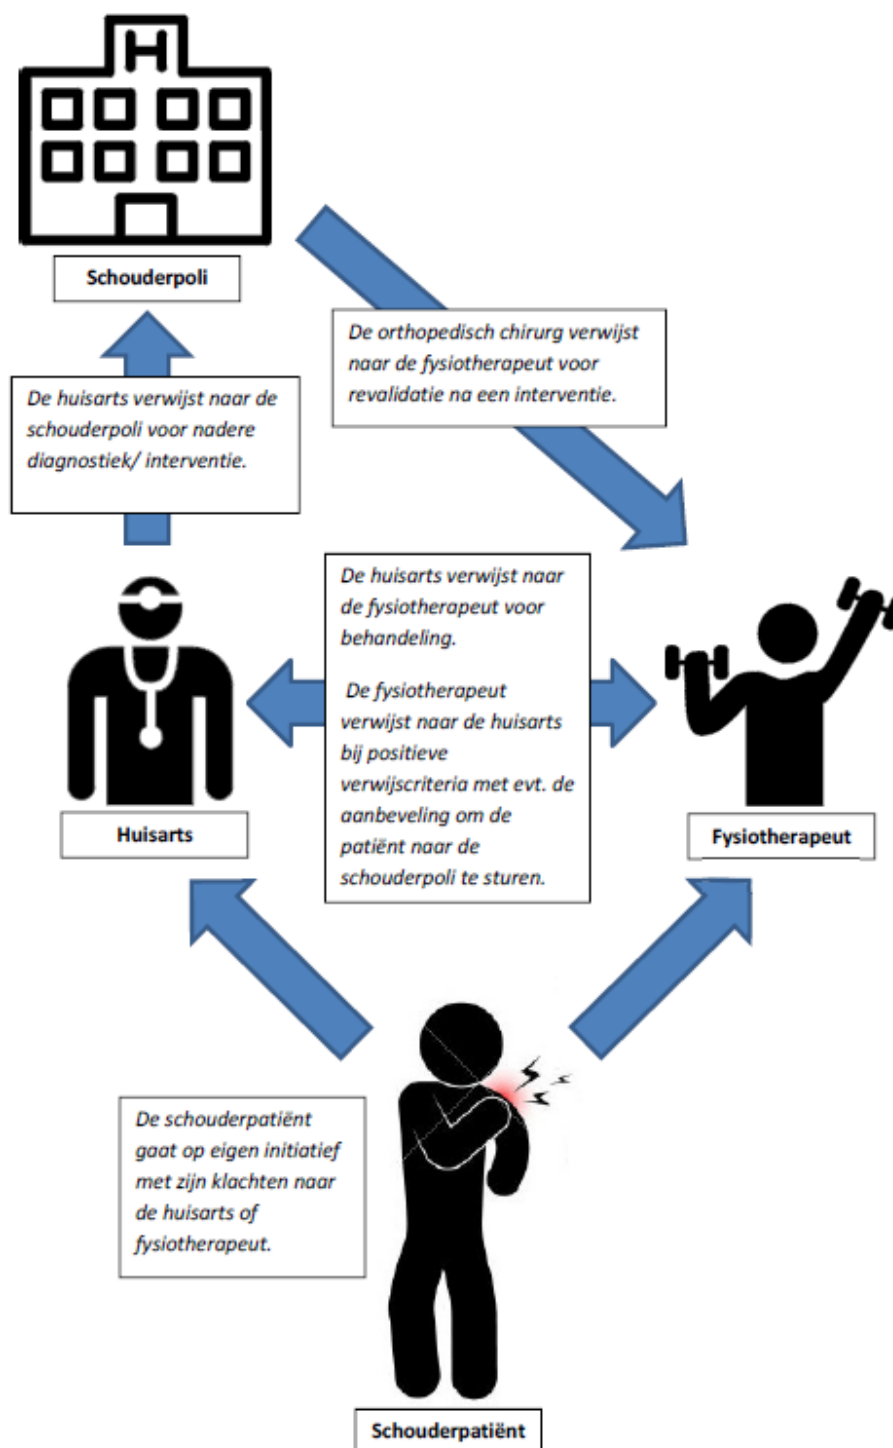 H
Schouderpoli
De orthopedisch chirurg verwijst
naar de fysiotherapeut voor
revalidatie na een interventie.
De huisarts verwijst naar de
schouderpoli voor nadere
diagnostiek/ interventie.
De huisarts verwijst naar
de fysiotherapeut voor
behandeling.
De fysiotherapeut
verwijst naar de huisarts
bij positieve
verwijscriteria met evt. de
aanbeveling om de
patiënt naar de
schouderpoli te sturen.
Huisarts
Fysiotherapeut
De schouderpatiënt
gaat op eigen initiatief
met zijn klachten naar
de huisarts of
fysiotherapeut.
Schouderpatiënt